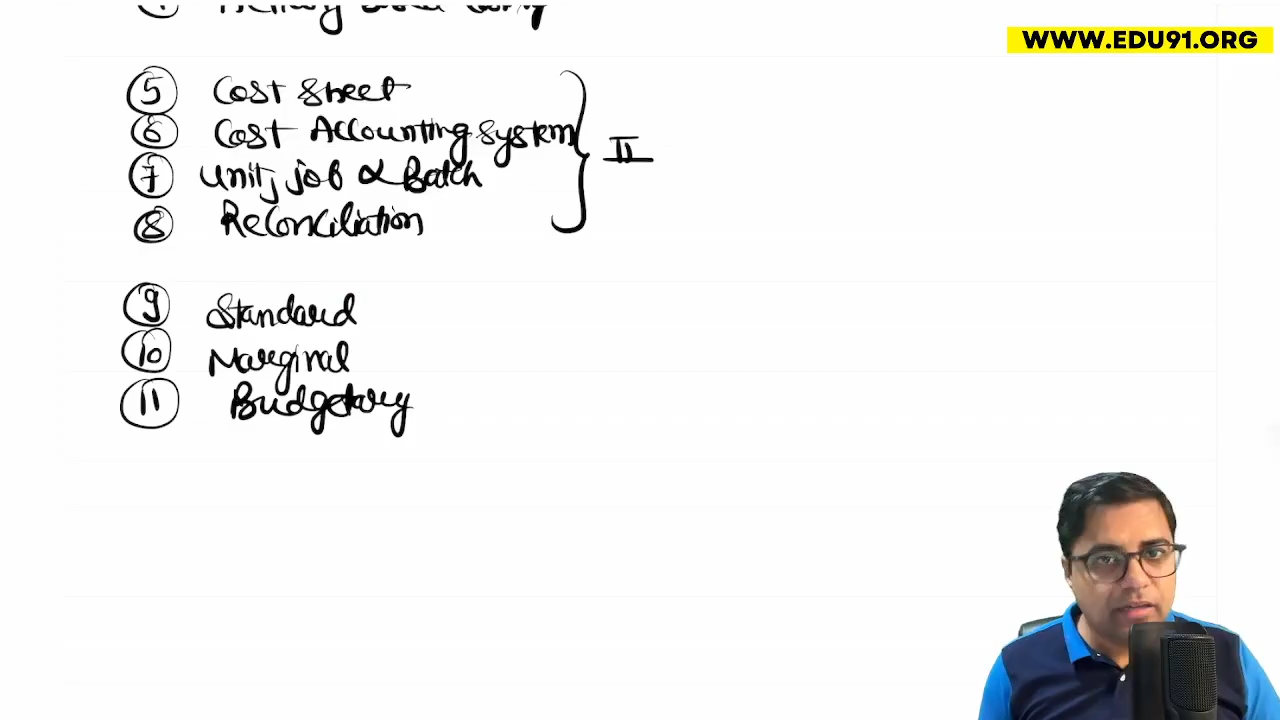 WWW.EDU91.ORG
5 Cost Sheet
6 Cost Accounting System
7 Unit, job & Batch
8 Reconciliation
II
9 Standard
10 Marginal
11 Budgetary